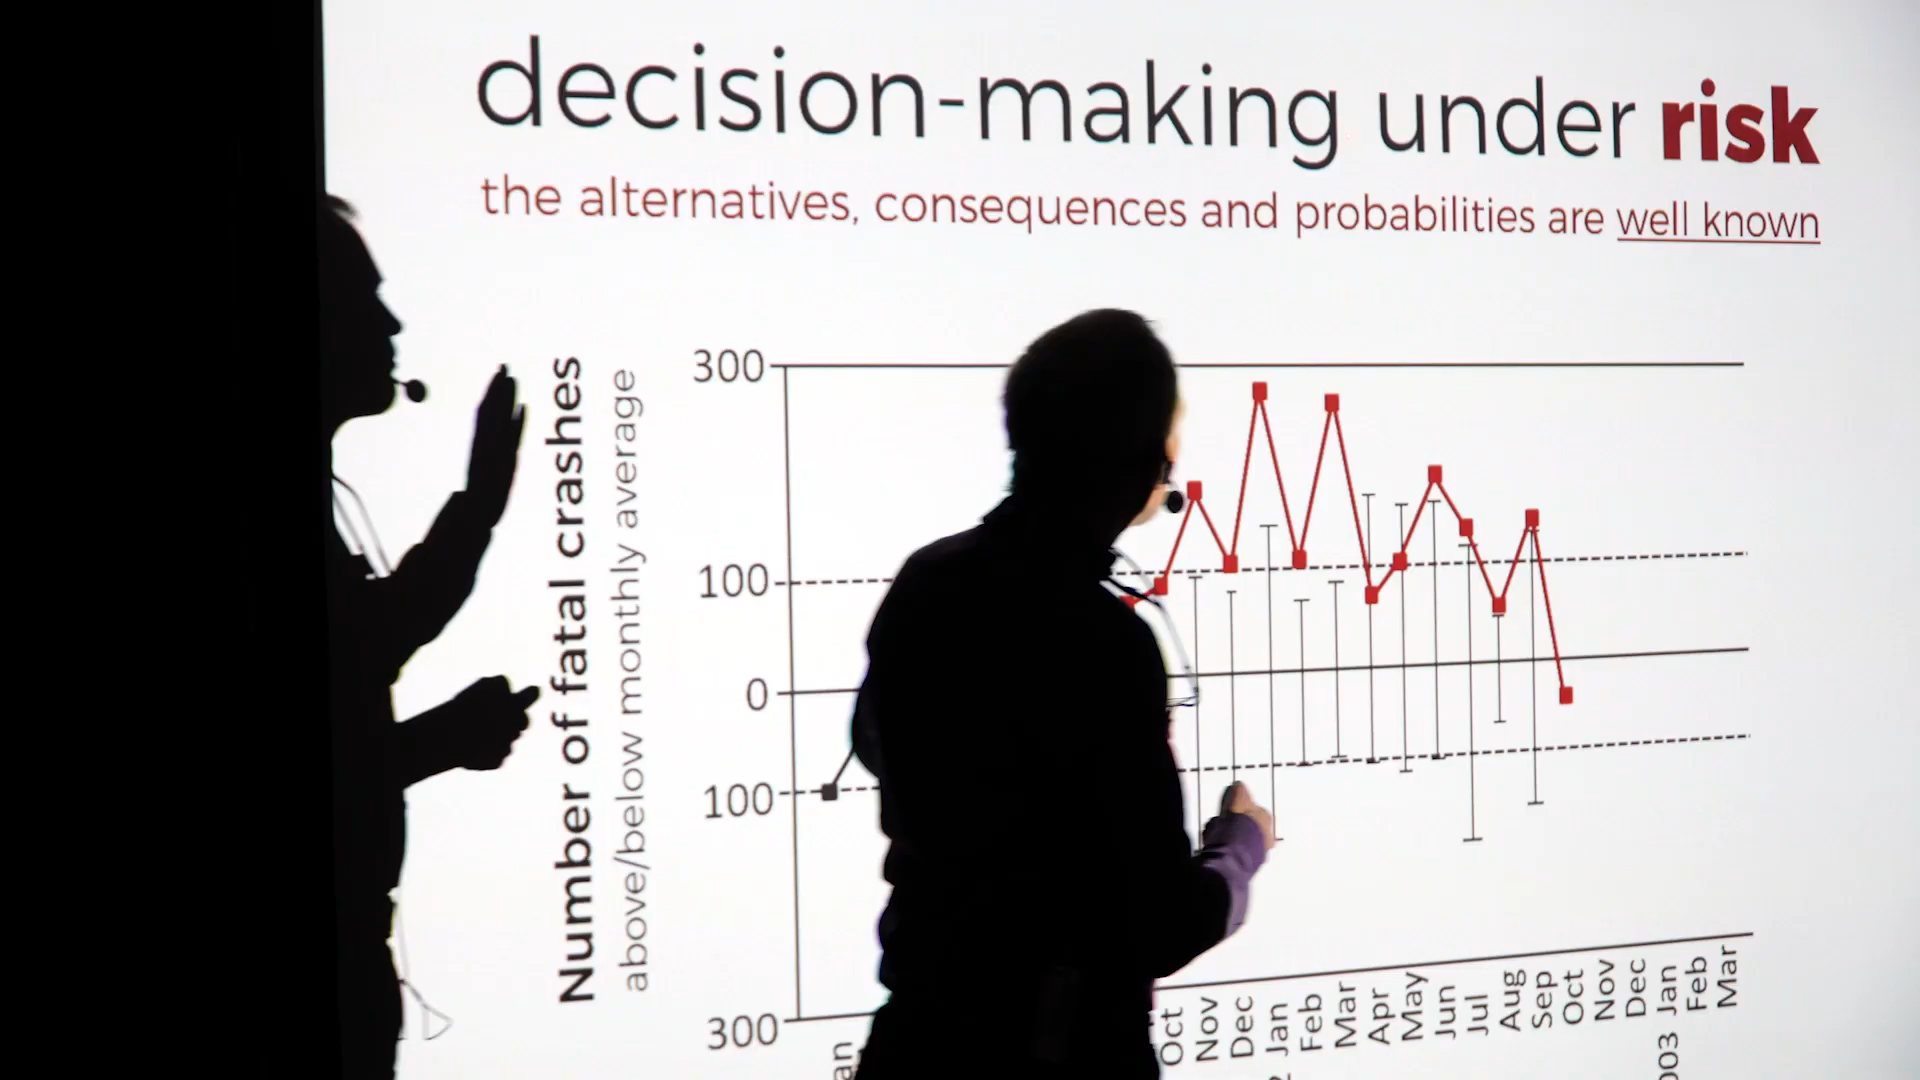 decision-making under risk
the alternatives, consequences and probabilities are well known
Number of fatal crashes
above/below monthly average
300
100
0
100
300
Oct
Nov
Dec
Jan
Feb
Mar
Apr
May
Jun
Jul
Aug
Sep
Oct
Nov
Dec
Jan
Feb
Mar